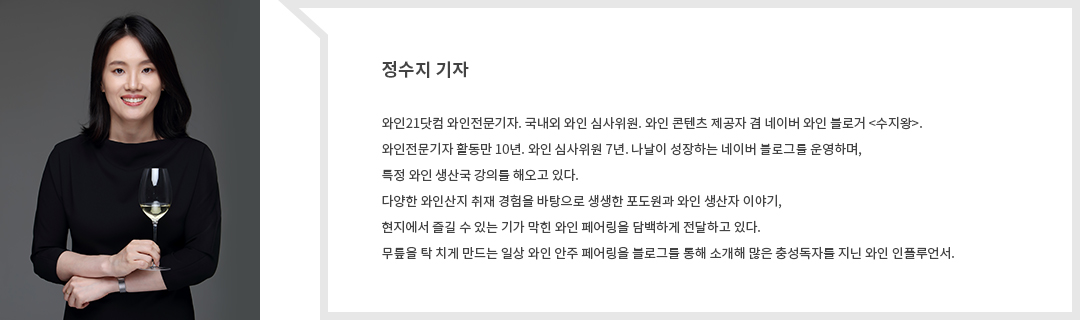 정수지 기자
와인21닷컴 와인전문기자. 국내외 와인 심사위원. 와인 콘텐츠 제공자 겸 네이버 와인 블로거 <수지왕>.
와인전문기자 활동만 10년. 와인 심사위원 7년. 나날이 성장하는 네이버 블로그를 운영하며,
특정 와인 생산국 강의를 해오고 있다.
다양한 와인산지 취재 경험을 바탕으로 생생한 포도원과 와인 생산자 이야기,
현지에서 즐길 수 있는 기가 막힌 와인 페어링을 담백하게 전달하고 있다.
무릎을 탁 치게 만드는 일상 와인 안주 페어링을 블로그를 통해 소개해 많은 충성독자를 지닌 와인 인플루언서.